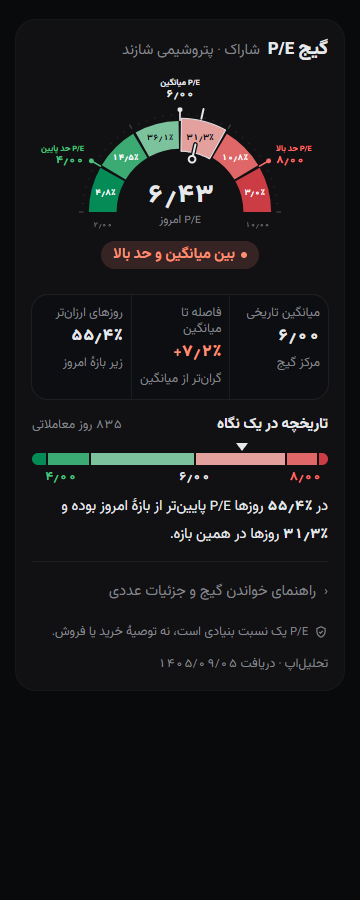 گیج P/E شاراک · پتروشیمی شازند
P/E میانگین
۶٫۰۰
P/E حد پایین
۴٫۰۰
P/E حد بالا
۸٫۰۰
۴٫۸٪
۱۴٫۵٪
۳۶٫۱٪
۳۱٫۳٪
۱۰٫۸٪
۳٫۰٪
۲٫۰۰
۱۰٫۰۰
۶٫۴۳
P/E امروز
بین میانگین و حد بالا
میانگین تاریخی
۶٫۰۰
مرکز گیج
فاصله تا میانگین
+۷٫۲٪
گران‌تر از میانگین
روزهای ارزان‌تر
۵۵٫۴٪
زیر بازهٔ امروز
تاریخچه در یک نگاه
۸۳۵ روز معاملاتی
۴٫۰۰
۶٫۰۰
۸٫۰۰
در ۵۵٫۴٪ روزها P/E پایین‌تر از بازهٔ امروز بوده و
۳۱٫۳٪ روزها در همین بازه.
‹ راهنمای خواندن گیج و جزئیات عددی
P/E یک نسبت بنیادی است، نه توصیهٔ خرید یا فروش.
تحلیل‌اپ · دریافت ۱۴۰۵/۰۹/۰۵